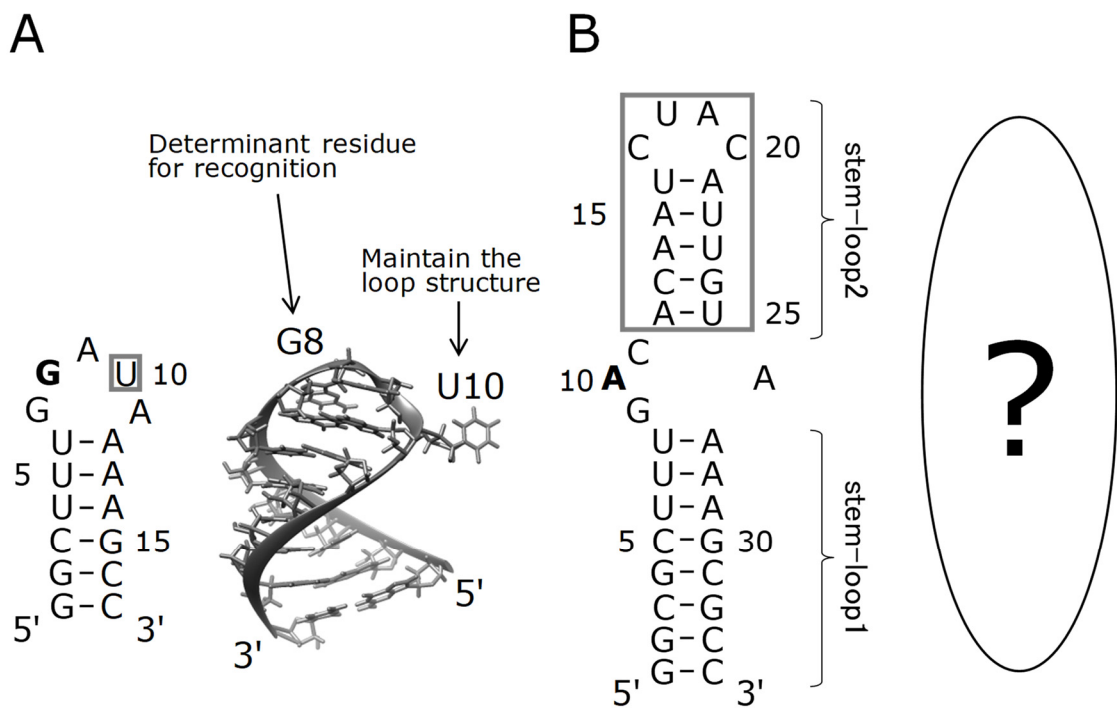 A
Determinant residue
for recognition
Maintain the
loop structure
G8
U10
A
G U 10
G A
U-A
5 U-A
U-A
C-G 15
G-C
G-C
5' 3'
5'
3'
B
U A
C C 20
U-A
15 A-U
A-U
C-G
A-U 25
C
10 A A
G
U-A
U-A
U-A
5 C-G 30
G-C
C-G
G-C
G-C
5' 3'
stem-loop2
stem-loop1
?